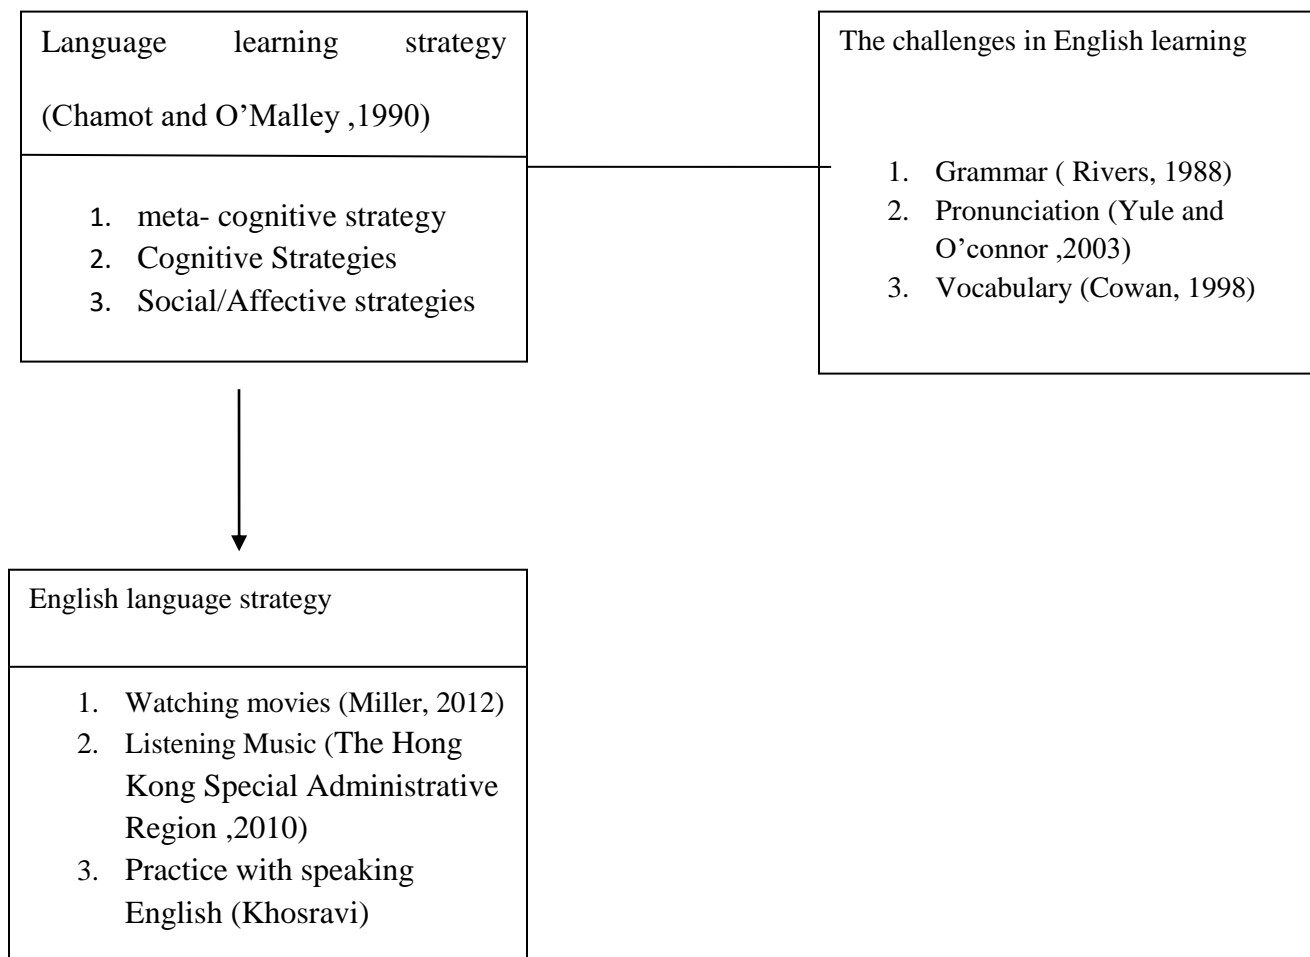 Language learning strategy
(Chamot and O’Malley ,1990)
1. meta- cognitive strategy
2. Cognitive Strategies
3. Social/Affective strategies
The challenges in English learning
1. Grammar ( Rivers, 1988)
2. Pronunciation (Yule and
O’connor ,2003)
3. Vocabulary (Cowan, 1998)
English language strategy
1. Watching movies (Miller, 2012)
2. Listening Music (The Hong
Kong Special Administrative
Region ,2010)
3. Practice with speaking
English (Khosravi)